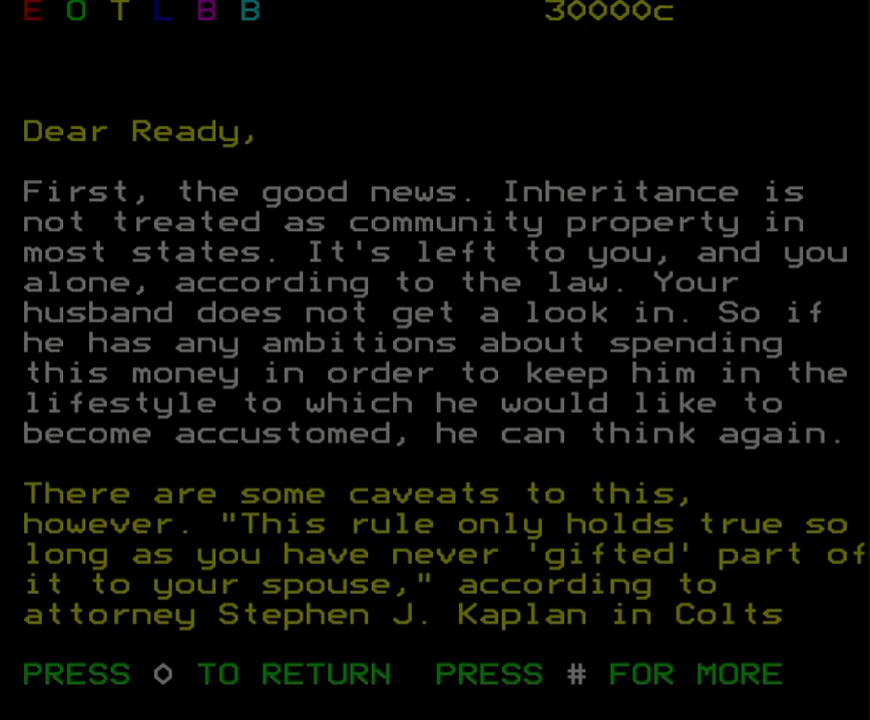 E O T L B B 30000c
Dear Ready,
First, the good news. Inheritance is
not treated as community property in
most states. It's left to you, and you
alone, according to the law. Your
husband does not get a look in. So if
he has any ambitions about spending
this money in order to keep him in the
lifestyle to which he would like to
become accustomed, he can think again.
There are some caveats to this,
however. "This rule only holds true so
long as you have never 'gifted' part of
it to your spouse," according to
attorney Stephen J. Kaplan in Colts
PRESS 0 TO RETURN PRESS # FOR MORE